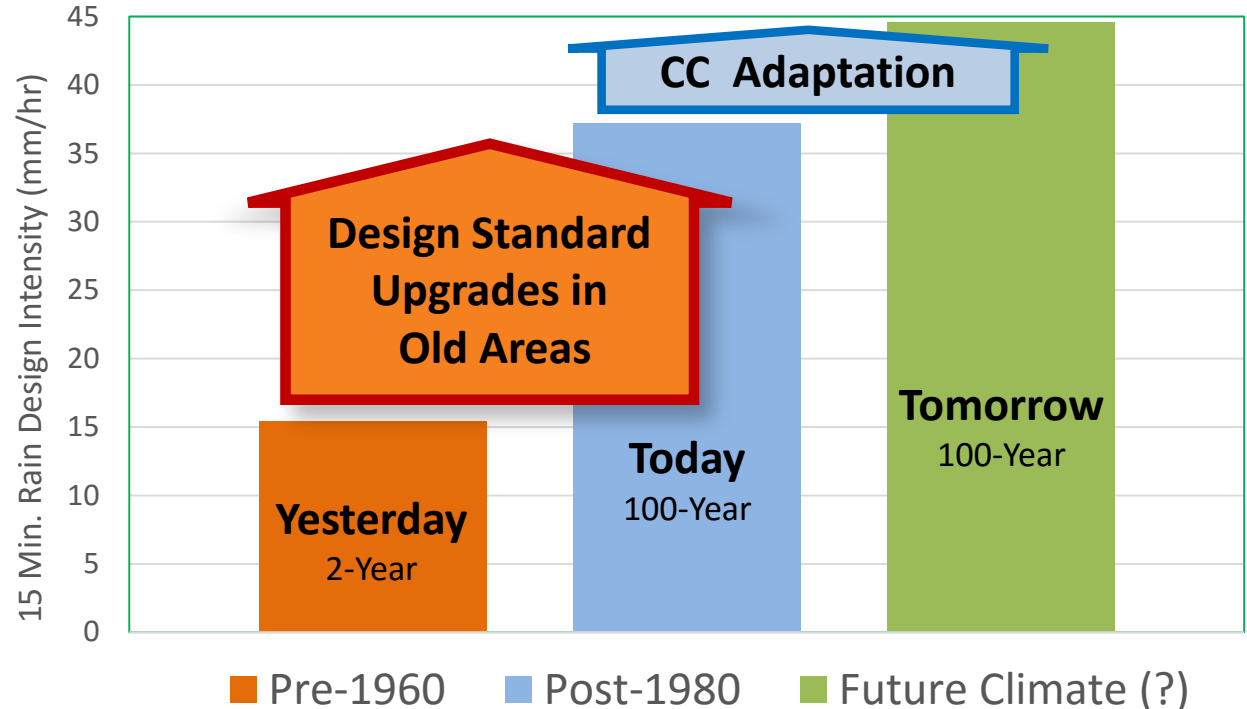 15 Min. Rain Design Intensity (mm/hr)
45
40
35
30
25
20
15
10
5
0
CC Adaptation
Design Standard
Upgrades in
Old Areas
Yesterday
2-Year
Today
100-Year
Tomorrow
100-Year
Pre-1960
Post-1980
Future Climate (?)